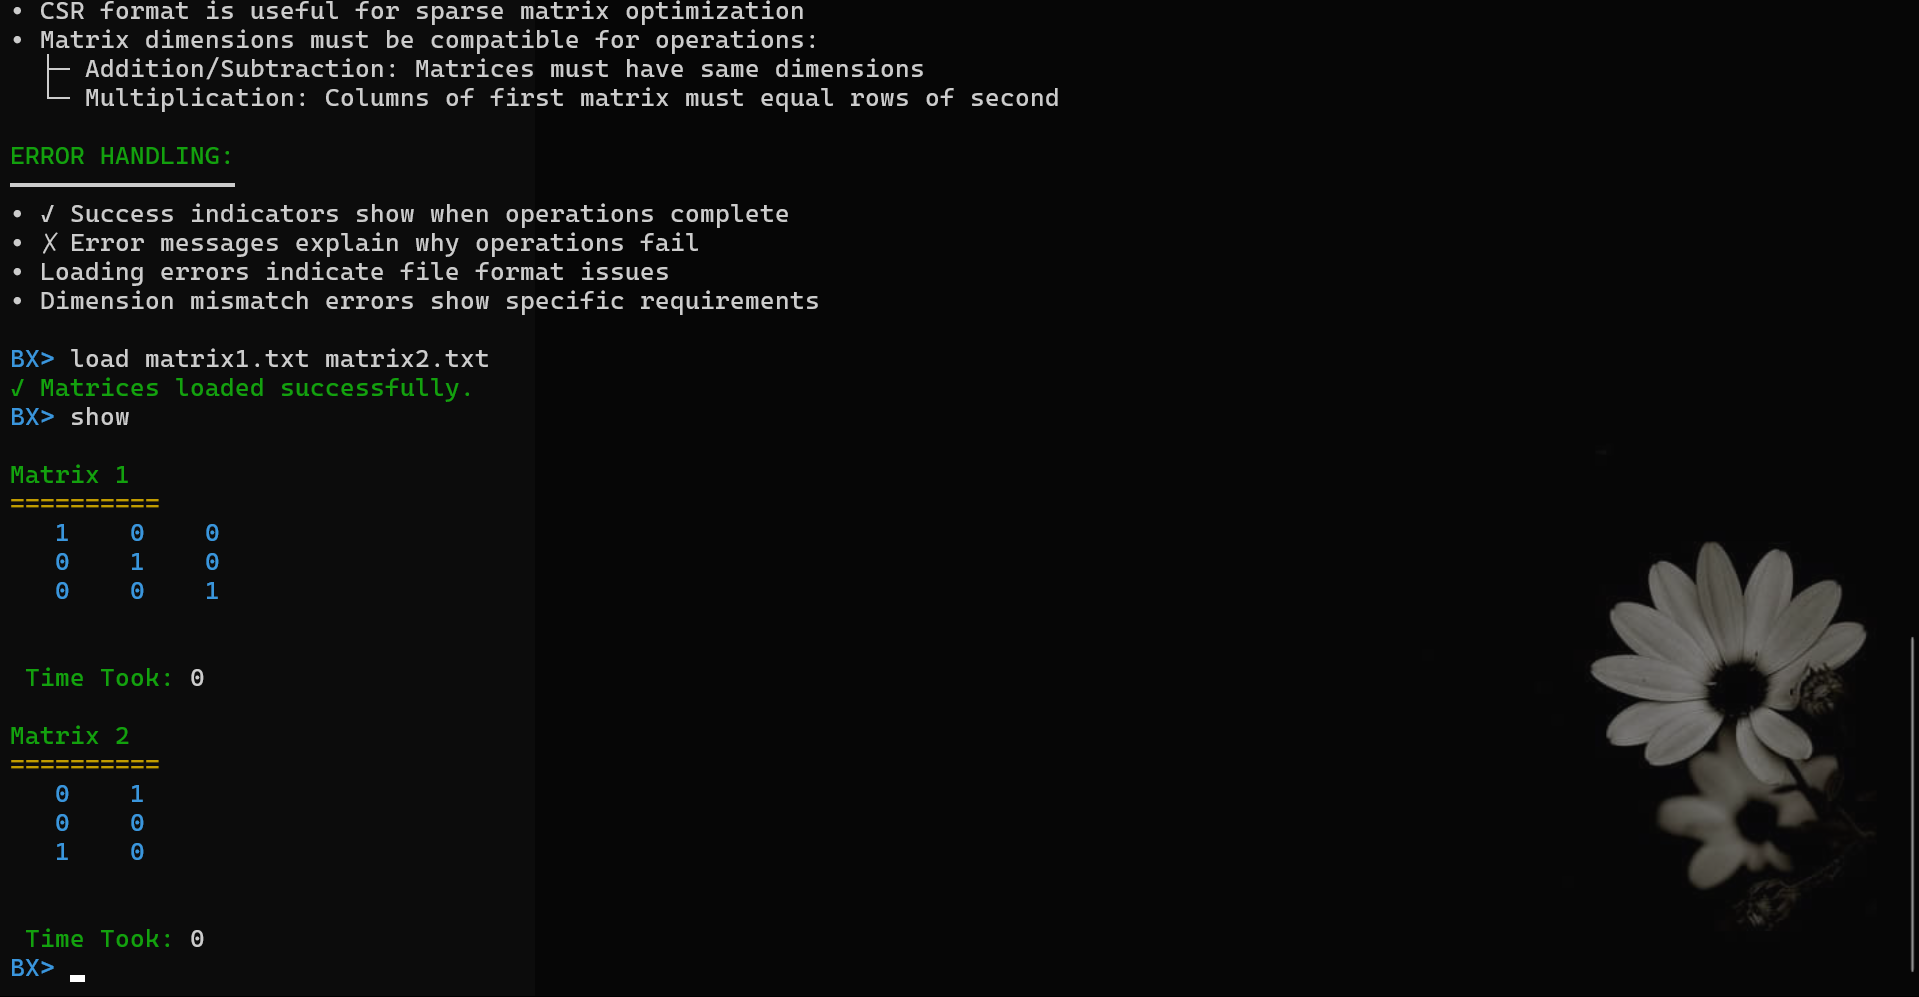 • CSR format is useful for sparse matrix optimization
• Matrix dimensions must be compatible for operations:
├─ Addition/Subtraction: Matrices must have same dimensions
└─ Multiplication: Columns of first matrix must equal rows of second
ERROR HANDLING:
• ✓ Success indicators show when operations complete
• ✗ Error messages explain why operations fail
• Loading errors indicate file format issues
• Dimension mismatch errors show specific requirements
BX> load matrix1.txt matrix2.txt
✓ Matrices loaded successfully.
BX> show
Matrix 1
==========
1 0 0
0 1 0
0 0 1
Time Took: 0
Matrix 2
==========
0 1
0 0
1 0
Time Took: 0
BX> _